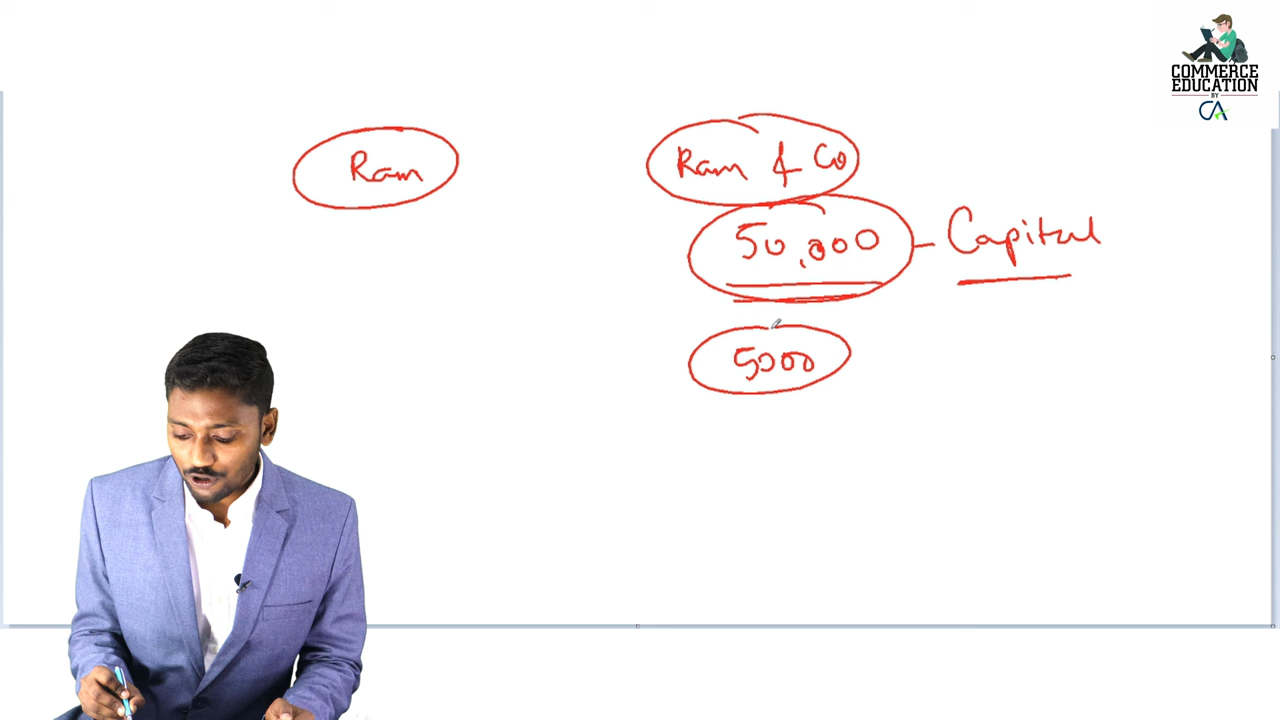 COMMERCE
EDUCATION
BY
CA
Ram
Ram & Co
50,000 - Capital
5000